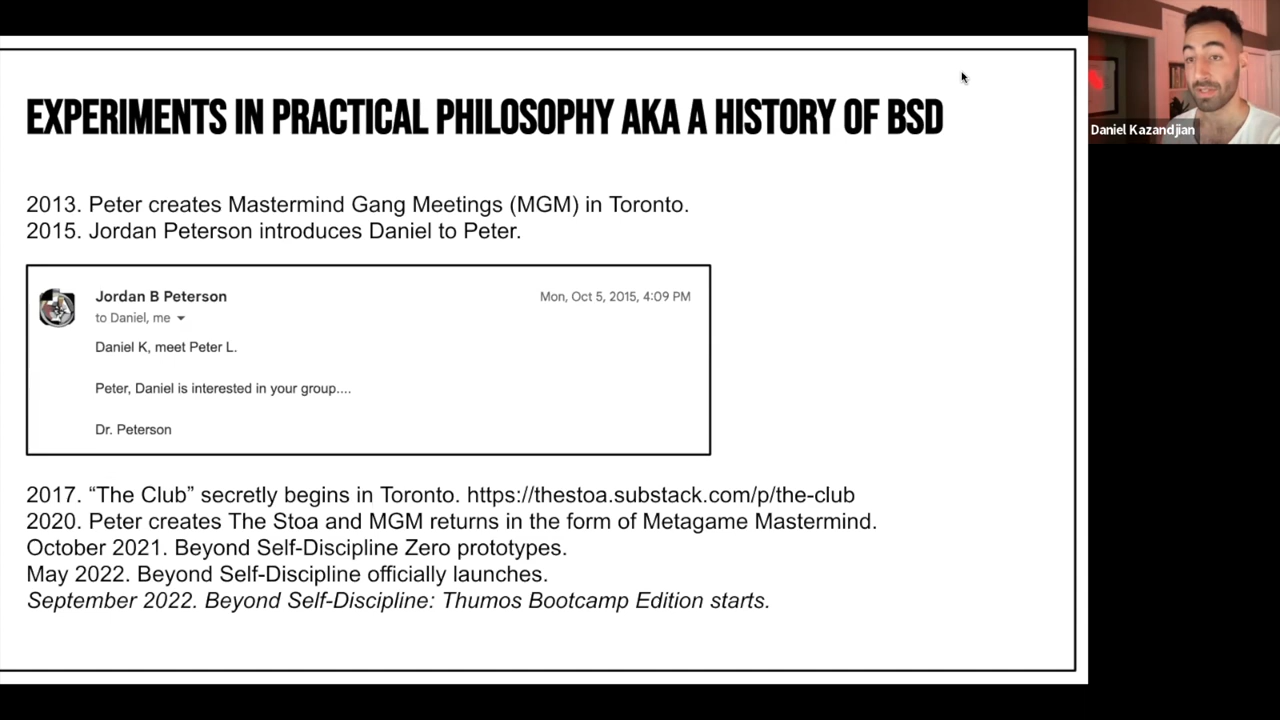 EXPERIMENTS IN PRACTICAL PHILOSOPHY AKA A HISTORY OF BSD
Daniel Kazandjian
2013. Peter creates Mastermind Gang Meetings (MGM) in Toronto.
2015. Jordan Peterson introduces Daniel to Peter.
Jordan B Peterson
Mon, Oct 5, 2015, 4:09 PM
to Daniel, me
Daniel K, meet Peter L.
Peter, Daniel is interested in your group....
Dr. Peterson
2017. “The Club” secretly begins in Toronto. https://thestoa.substack.com/p/the-club
2020. Peter creates The Stoa and MGM returns in the form of Metagame Mastermind.
October 2021. Beyond Self-Discipline Zero prototypes.
May 2022. Beyond Self-Discipline officially launches.
September 2022. Beyond Self-Discipline: Thumos Bootcamp Edition starts.